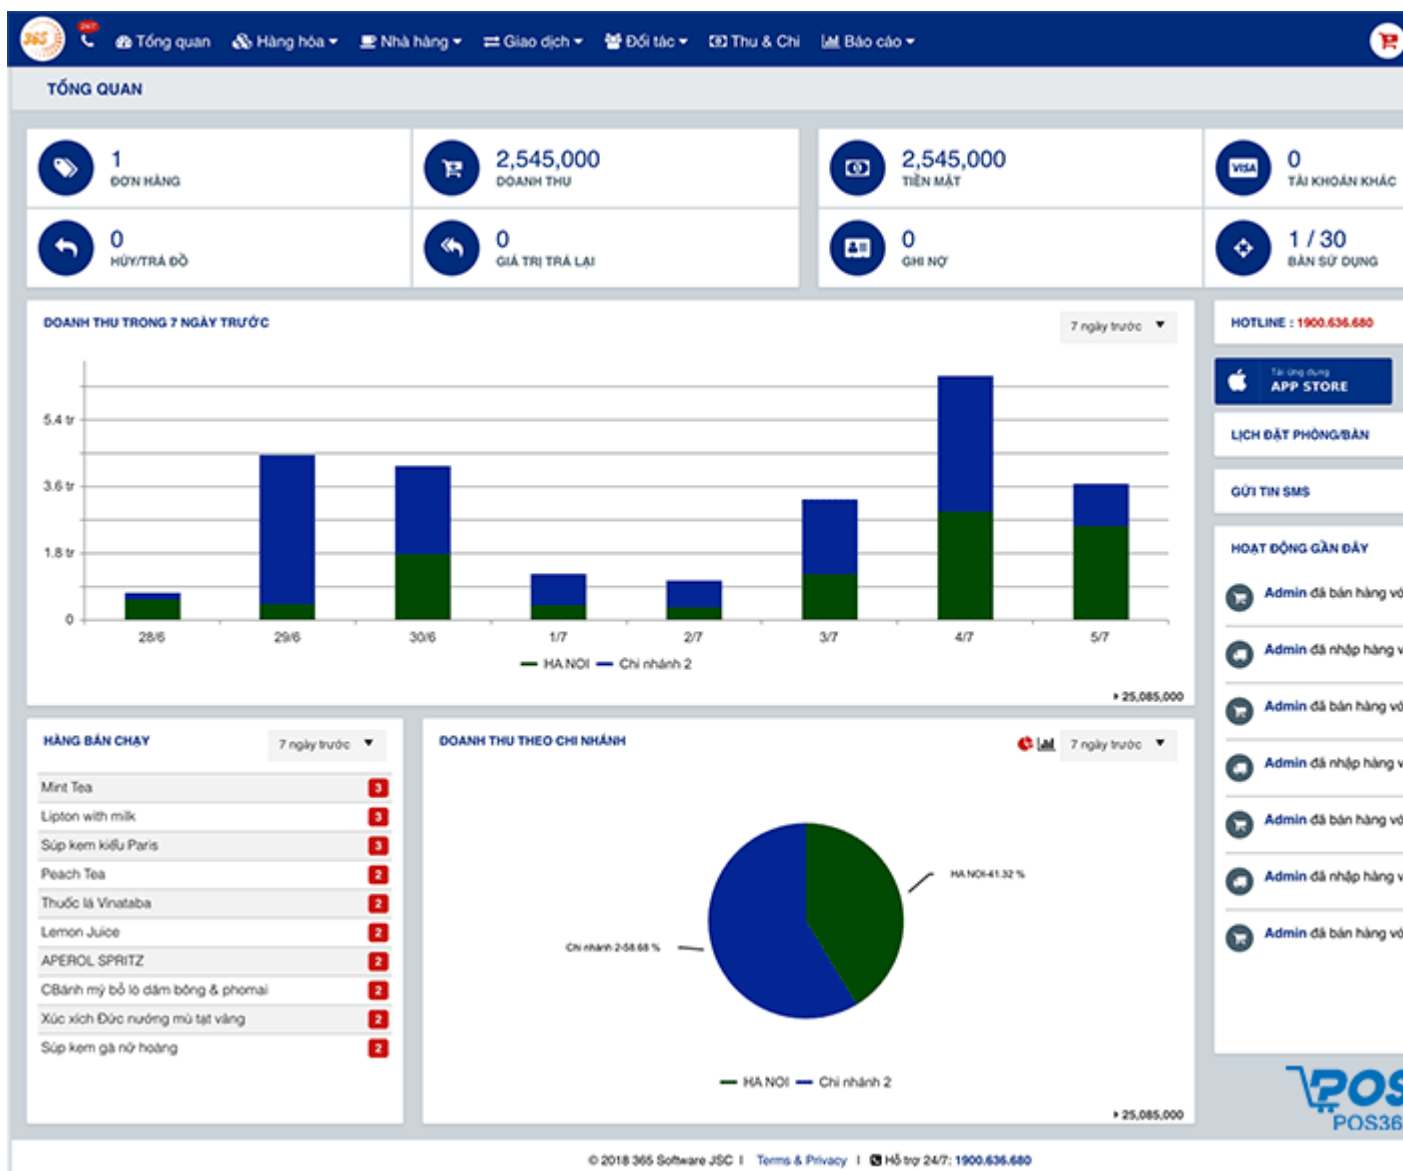 365 24/7 Tổng quan Hàng hóa Nhà hàng Giao dịch Đối tác Thu & Chi Báo cáo
TỔNG QUAN
1
ĐƠN HÀNG
2,545,000
DOANH THU
2,545,000
TIỀN MẶT
VISA
0
TÀI KHOẢN KHÁC
0
HỦY/TRẢ ĐỒ
0
GIÁ TRỊ TRẢ LẠI
0
GHI NỢ
1 / 30
BÀN SỬ DỤNG
DOANH THU TRONG 7 NGÀY TRƯỚC
7 ngày trước
5.4 tr
3.6 tr
1.8 tr
0
28/6 29/6 30/6 1/7 2/7 3/7 4/7 5/7
HA NOI Chi nhánh 2
25,085,000
HOTLINE : 1900.636.680
Tải ứng dụng
APP STORE
LỊCH ĐẶT PHÒNG/BÀN
GỬI TIN SMS
HOẠT ĐỘNG GẦN ĐÂY
Admin đã bán hàng vớ
Admin đã nhập hàng v
Admin đã bán hàng vớ
Admin đã nhập hàng v
Admin đã bán hàng vớ
Admin đã nhập hàng v
Admin đã bán hàng vớ
HÀNG BÁN CHẠY
7 ngày trước
Mint Tea 3
Lipton with milk 3
Súp kem kiểu Paris 3
Peach Tea 2
Thuốc lá Vinataba 2
Lemon Juice 2
APEROL SPRITZ 2
CBánh mỳ bỏ lò dăm bông & phomai 2
Xúc xích Đức nướng mù tạt vàng 2
Súp kem gà nữ hoàng 2
DOANH THU THEO CHI NHÁNH
7 ngày trước
HA NOI-41.32 %
Chi nhánh 2-58.68 %
HA NOI Chi nhánh 2
25,085,000
POS
POS36
© 2018 365 Software JSC | Terms & Privacy | Hỗ trợ 24/7: 1900.636.680